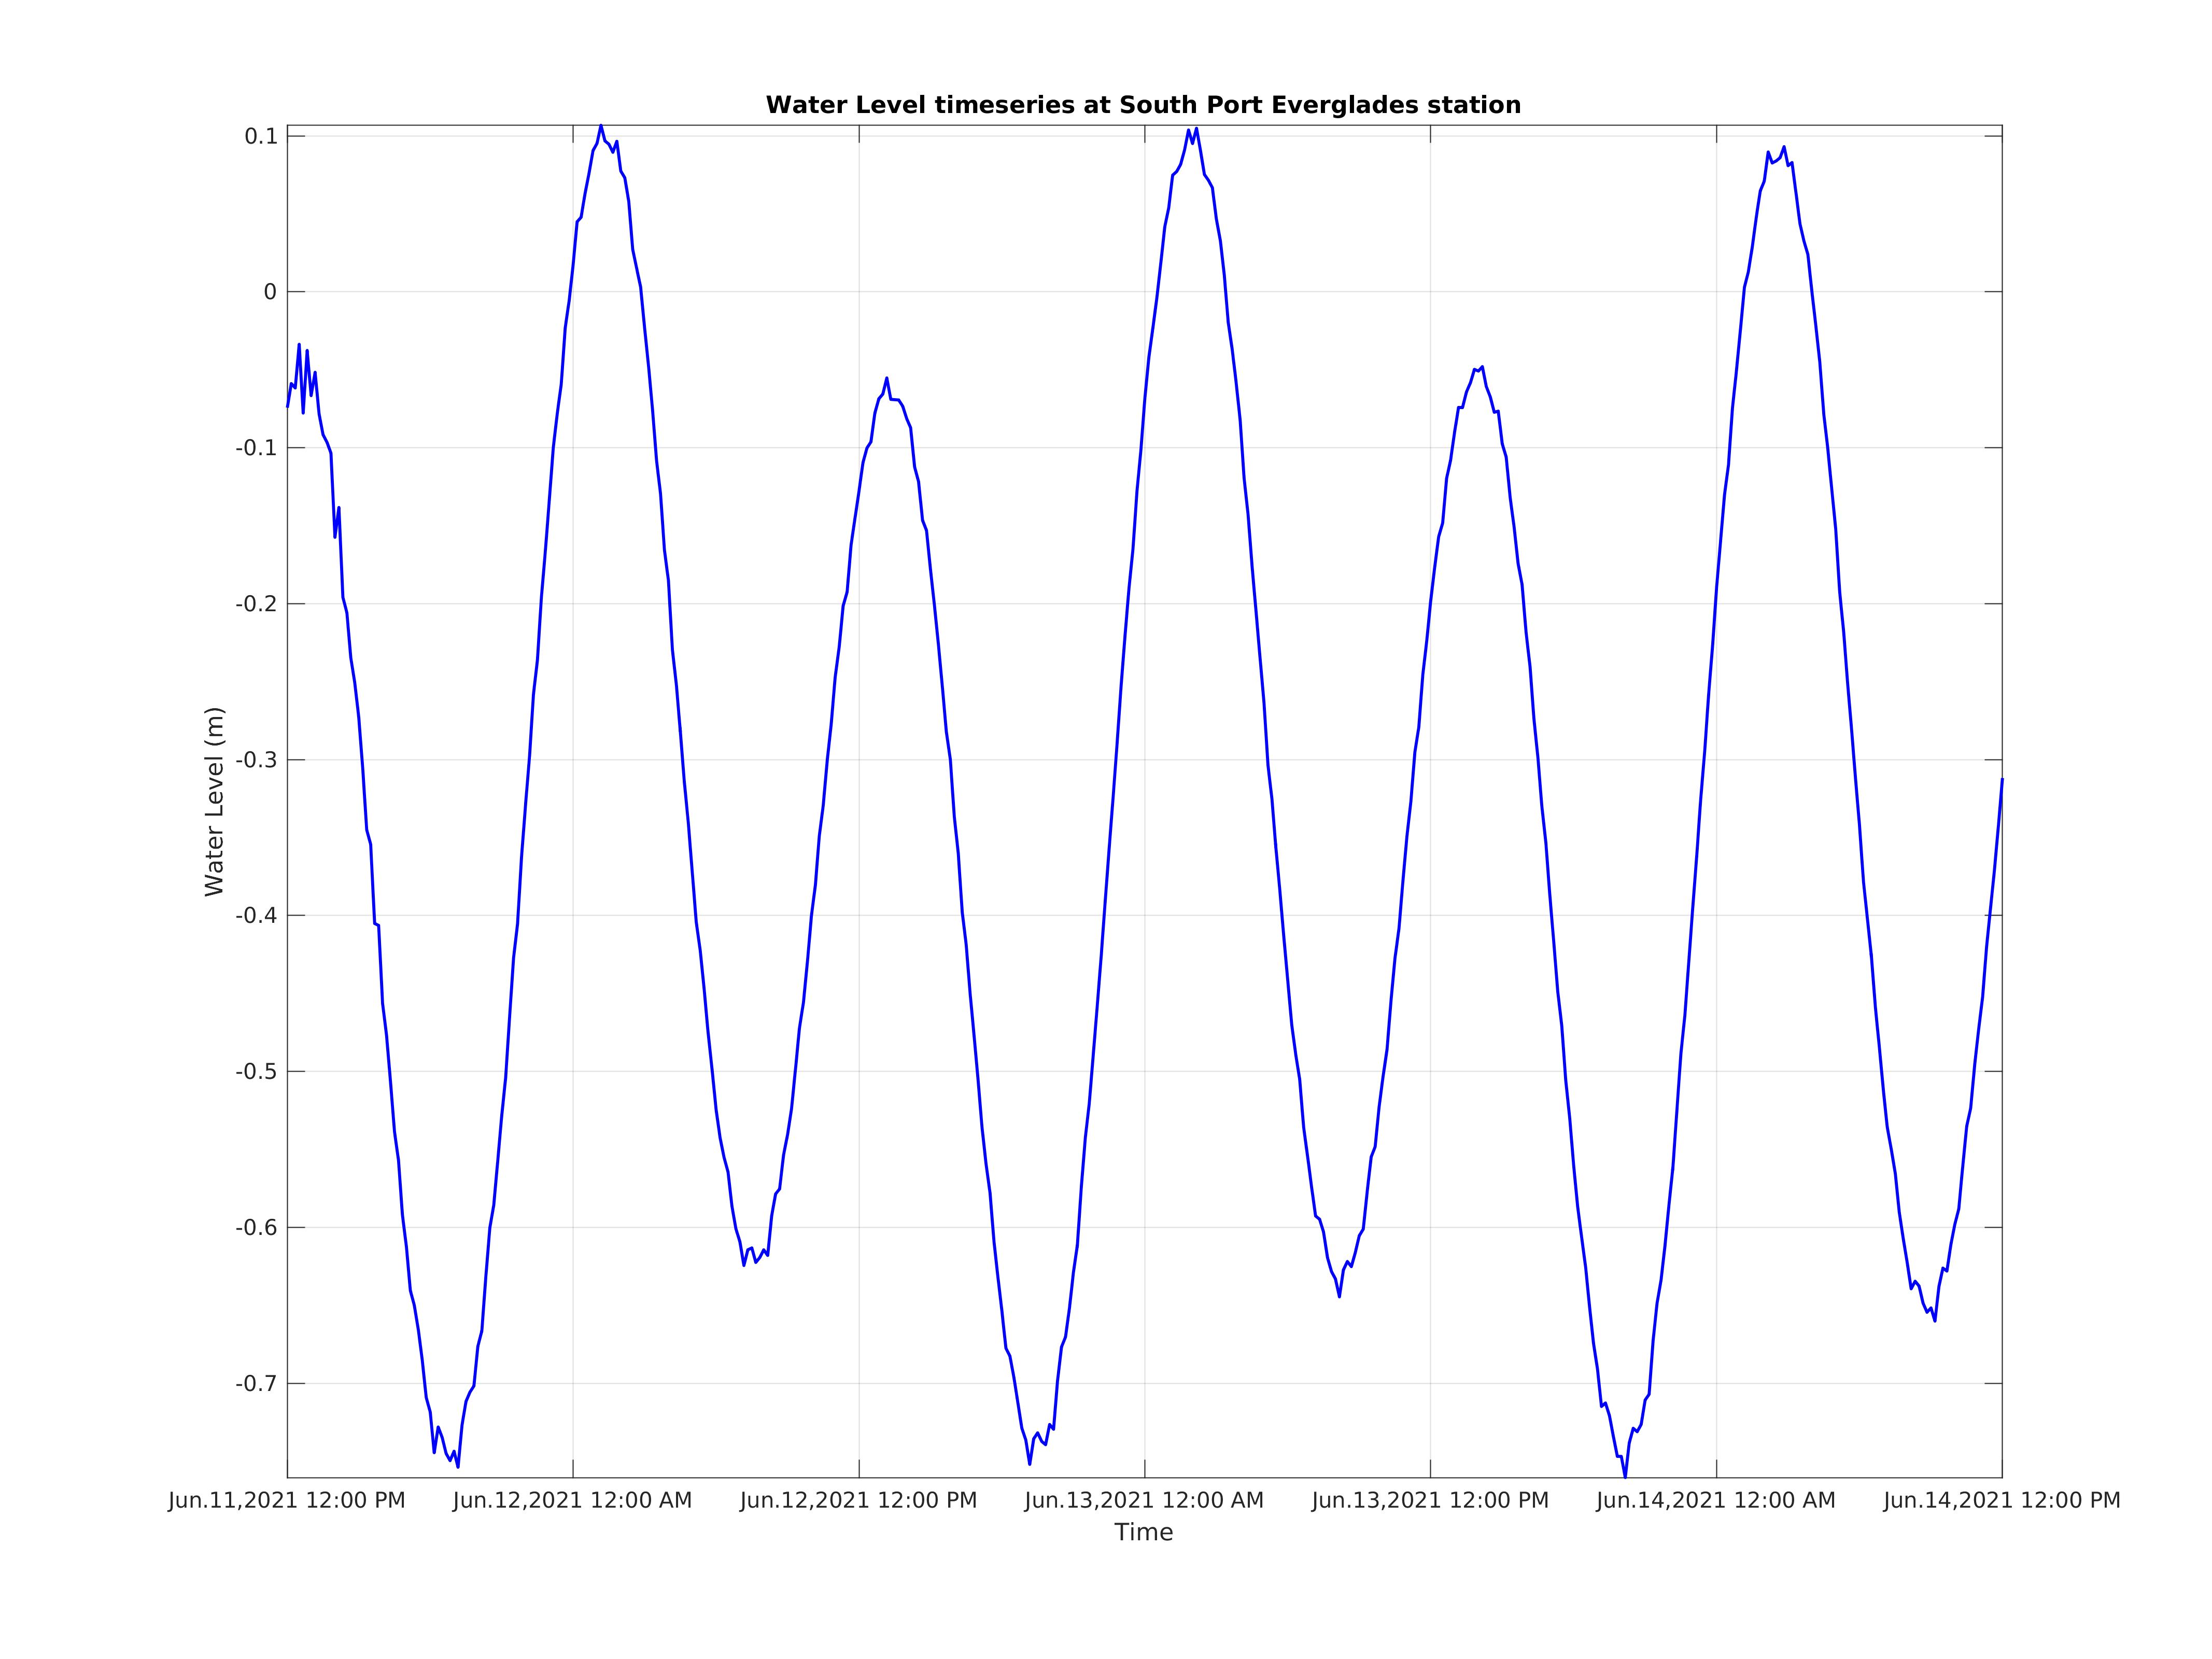 Water Level timeseries at South Port Everglades station
0.1
0
-0.1
-0.2
-0.3
-0.4
-0.5
-0.6
-0.7
Water Level (m)
Jun.11,2021 12:00 PM
Jun.12,2021 12:00 AM
Jun.12,2021 12:00 PM
Jun.13,2021 12:00 AM
Jun.13,2021 12:00 PM
Jun.14,2021 12:00 AM
Jun.14,2021 12:00 PM
Time